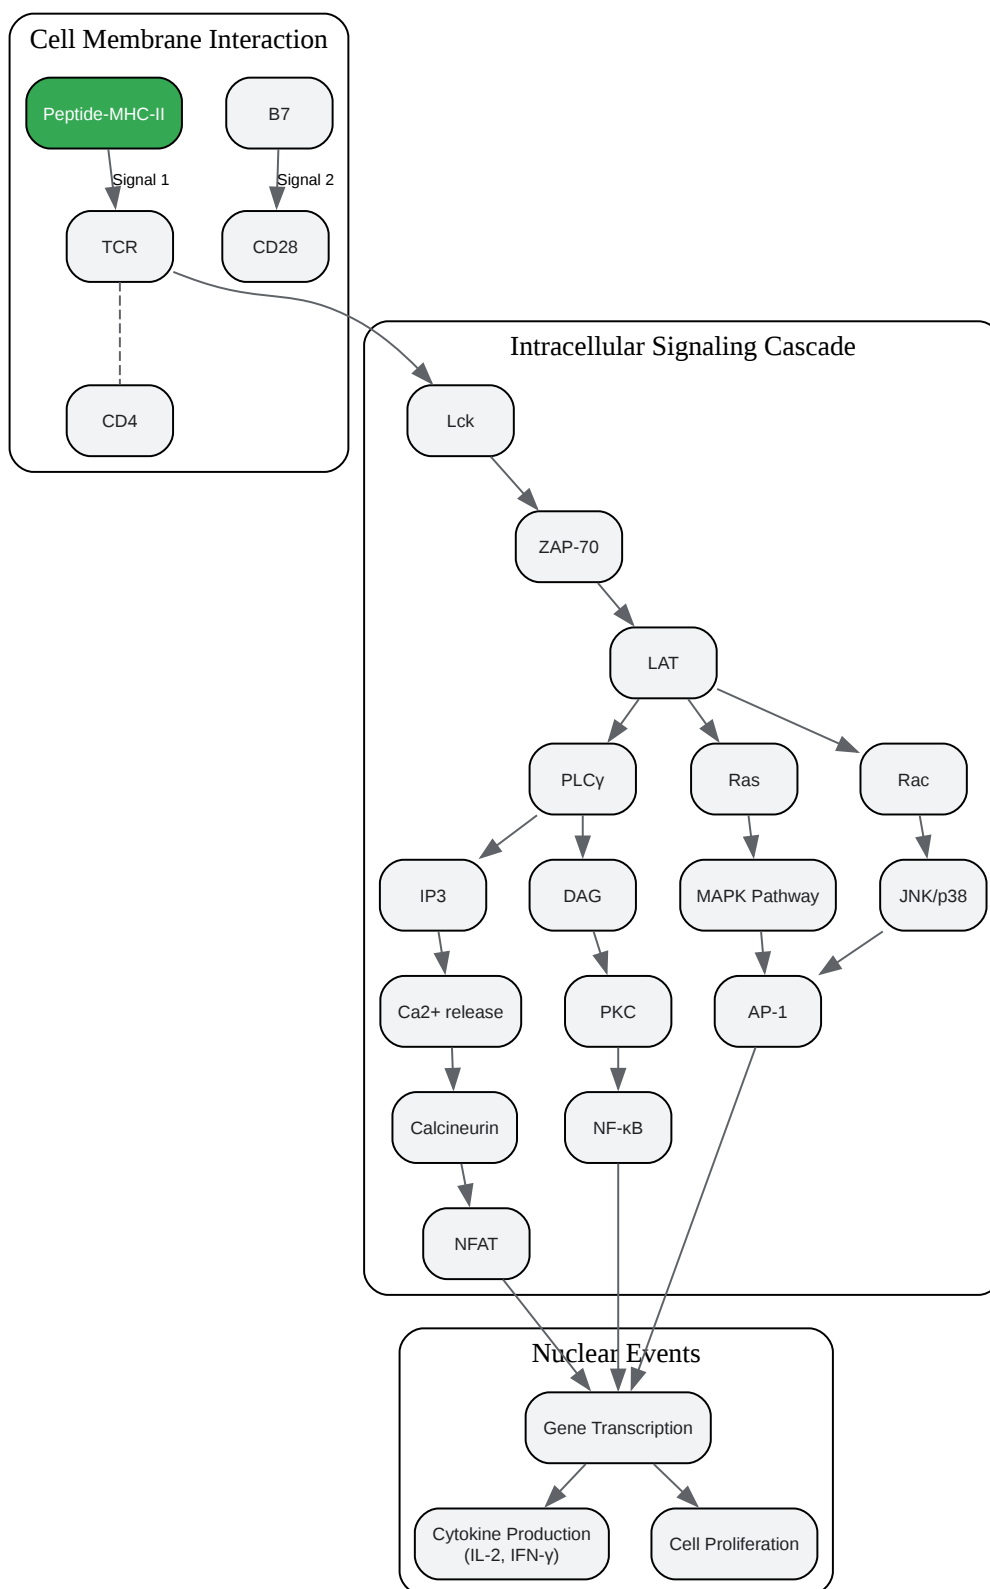 Cell Membrane Interaction
Peptide-MHC-II
B7
Signal 1
Signal 2
TCR
CD28
CD4
Intracellular Signaling Cascade
Lck
ZAP-70
LAT
PLCγ
Ras
Rac
IP3
DAG
MAPK Pathway
JNK/p38
Ca2+ release
PKC
AP-1
Calcineurin
NF-κB
NFAT
Nuclear Events
Gene Transcription
Cytokine Production
(IL-2, IFN-γ)
Cell Proliferation